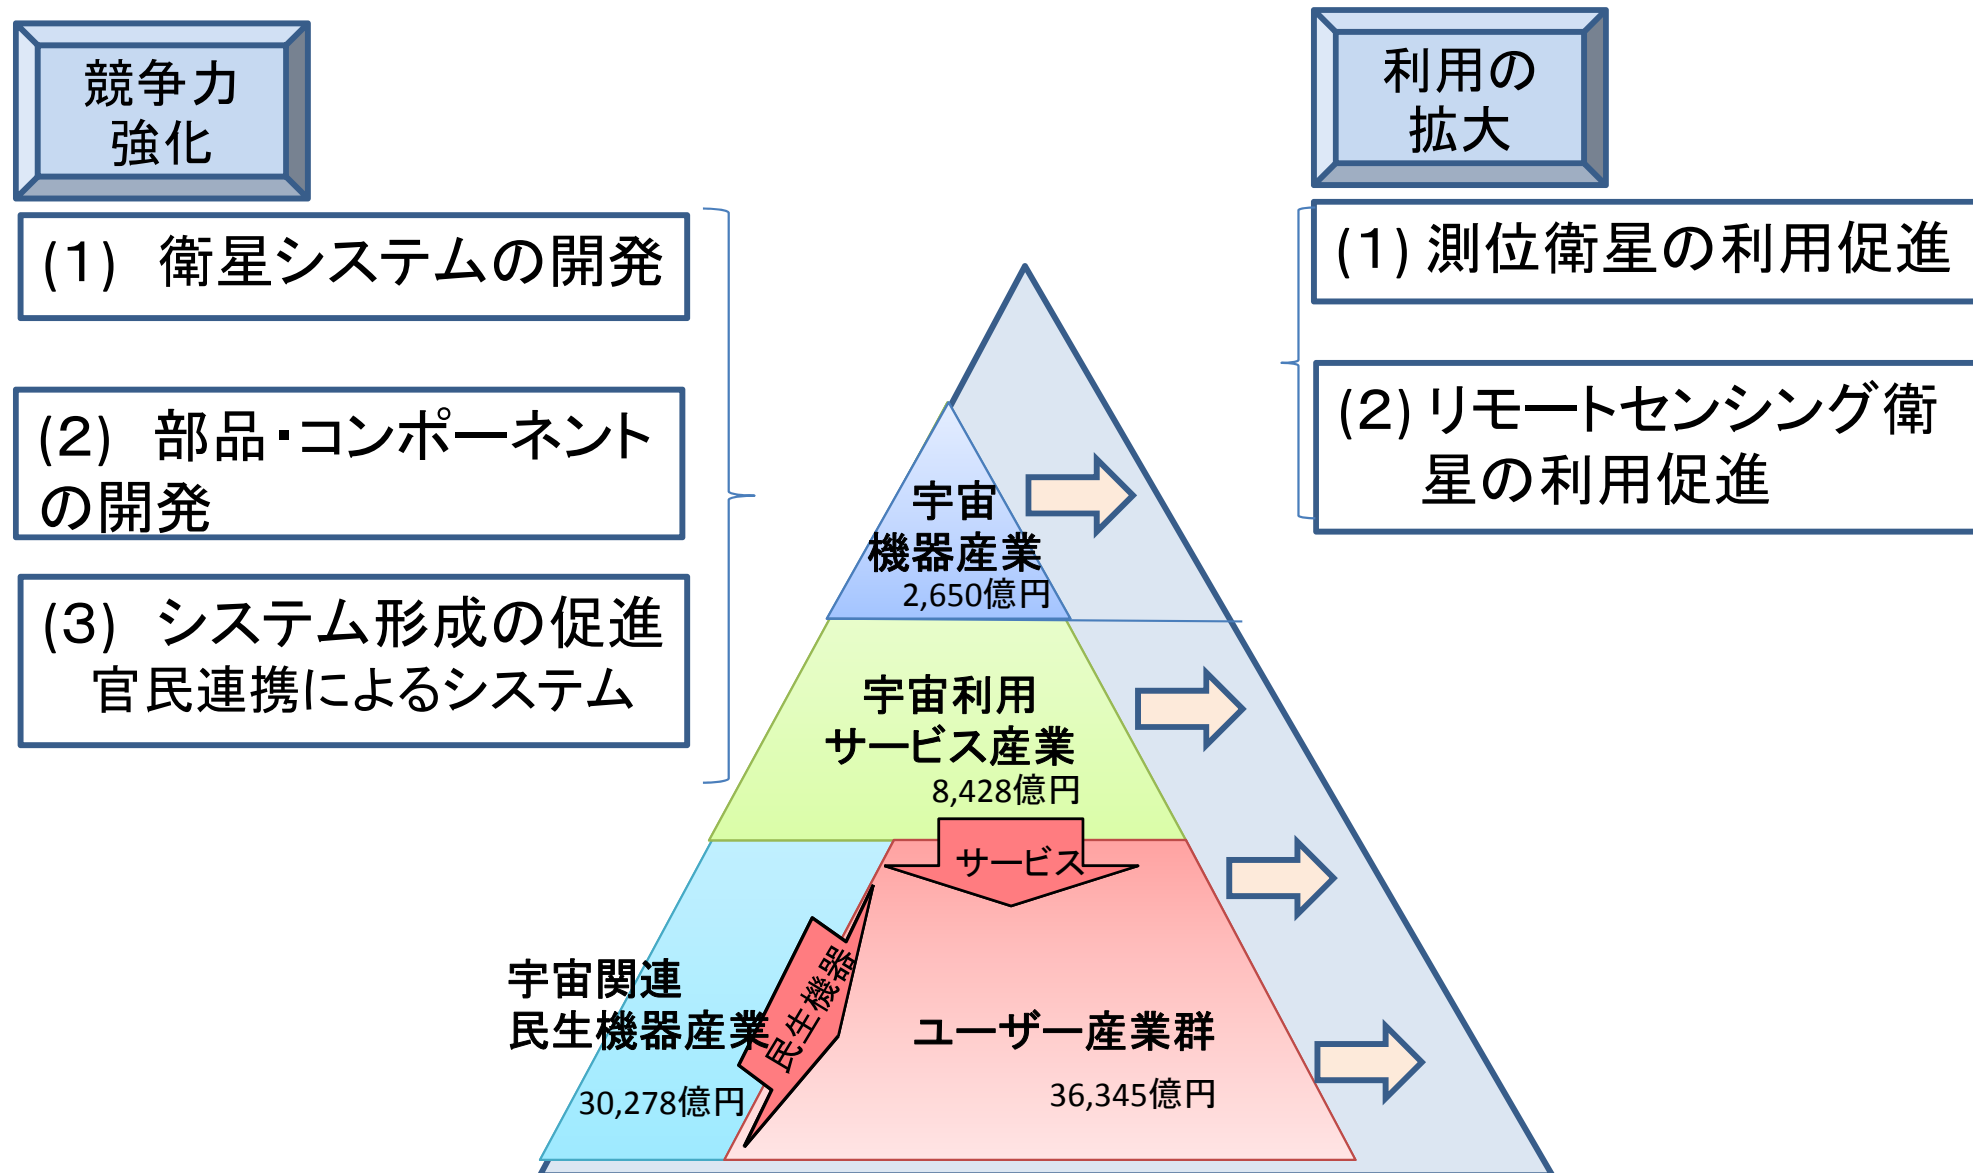 競争力
強化
(1)　衛星システムの開発
(2)　部品・コンポーネント
の開発
(3)　システム形成の促進
官民連携によるシステム
利用の
拡大
(1) 測位衛星の利用促進
(2) リモートセンシング衛
星の利用促進
宇宙
機器産業
2,650億円
宇宙利用
サービス産業
8,428億円
サービス
宇宙関連
民生機器産業
30,278億円
民生機器
ユーザー産業群
36,345億円